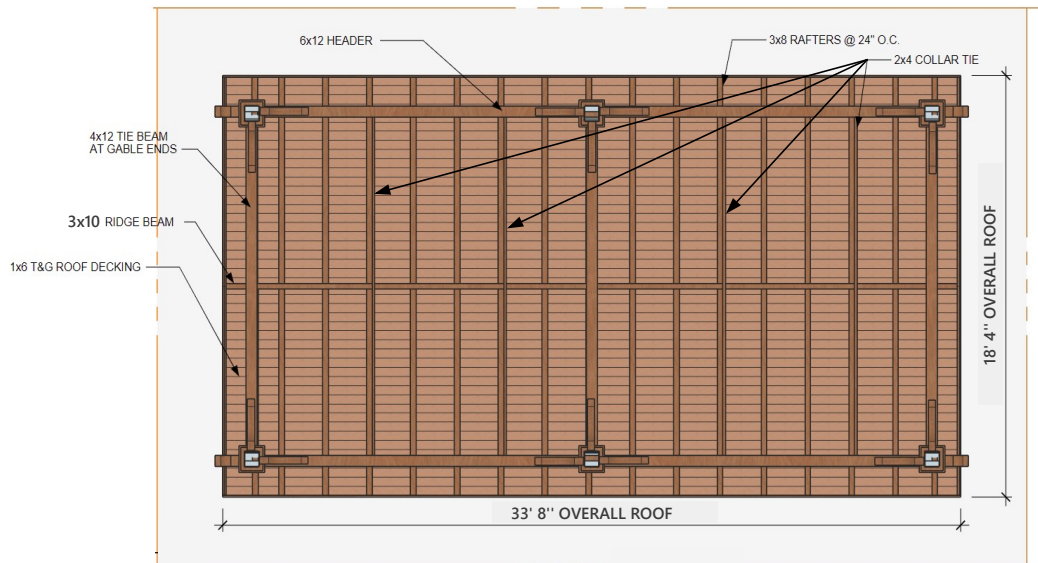 6x12 HEADER
3x8 RAFTERS @ 24" O.C.
2x4 COLLAR TIE
4x12 TIE BEAM
AT GABLE ENDS
3x10 RIDGE BEAM
1x6 T&G ROOF DECKING
18' 4'' OVERALL ROOF
33' 8'' OVERALL ROOF